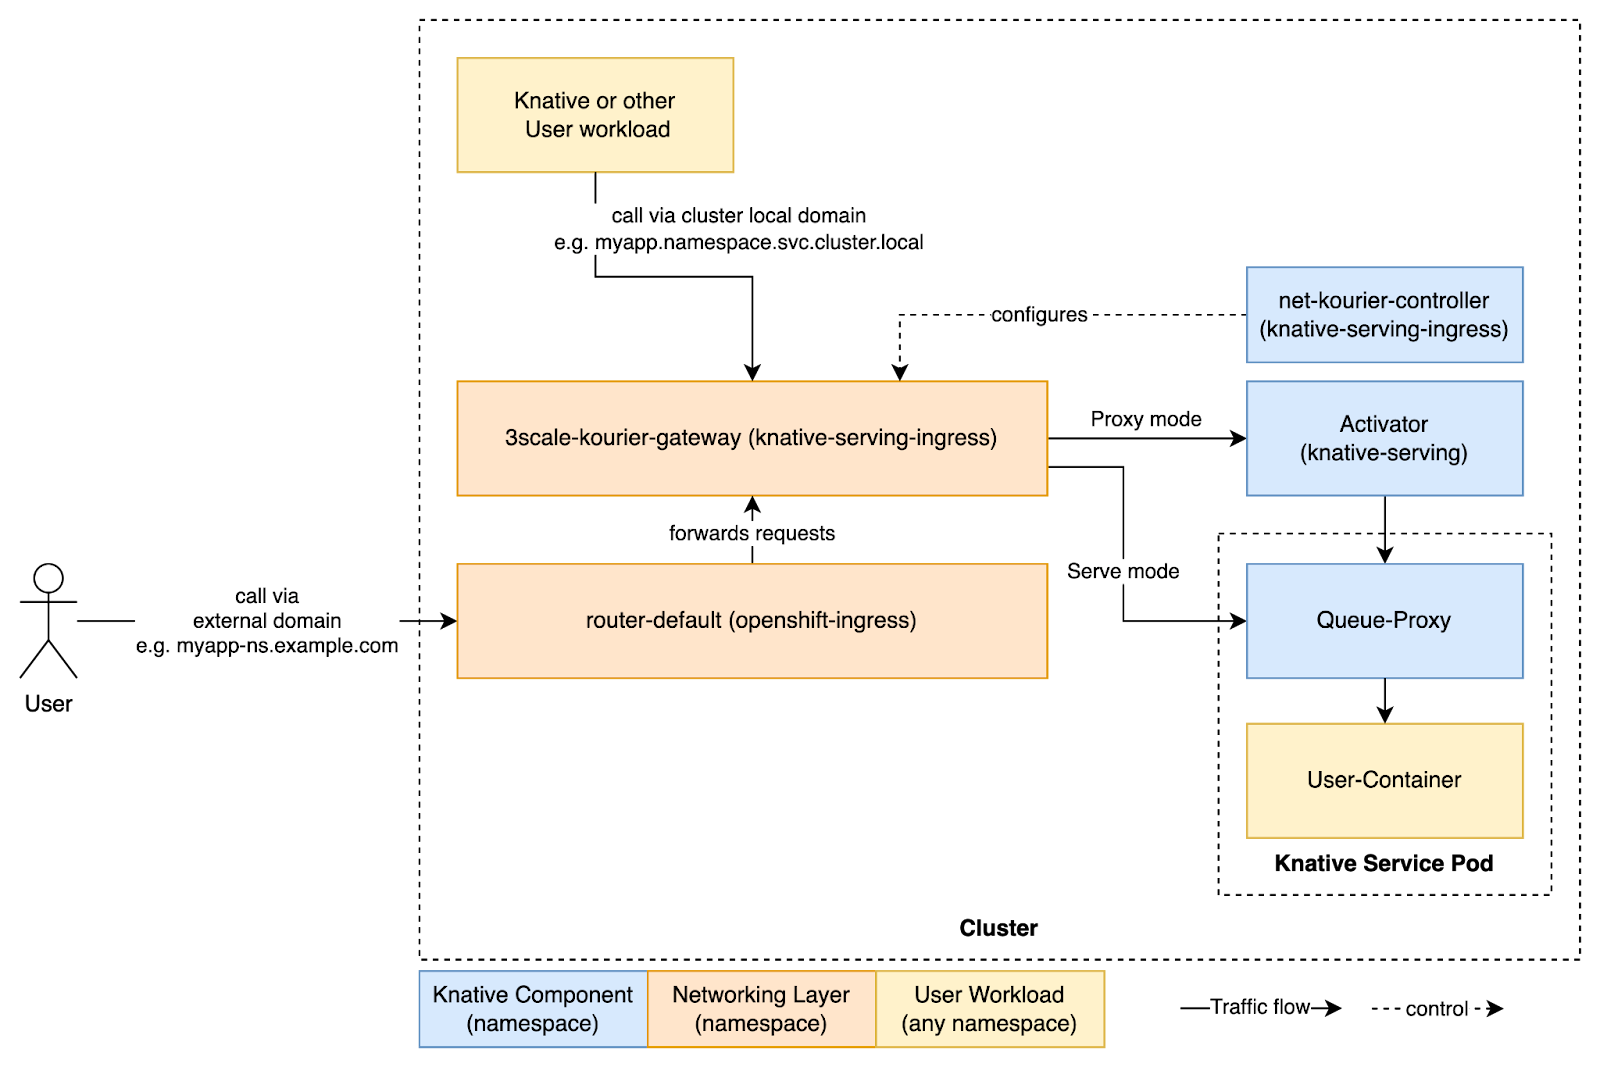 Knative or other
User workload
call via cluster local domain
e.g. myapp.namespace.svc.cluster.local
net-kourier-controller
(knative-serving-ingress)
configures
3scale-kourier-gateway (knative-serving-ingress)
Proxy mode
Activator
(knative-serving)
forwards requests
Serve mode
call via
external domain
e.g. myapp-ns.example.com
User
router-default (openshift-ingress)
Queue-Proxy
User-Container
Knative Service Pod
Cluster
Knative Component
(namespace)
Networking Layer
(namespace)
User Workload
(any namespace)
Traffic flow
control